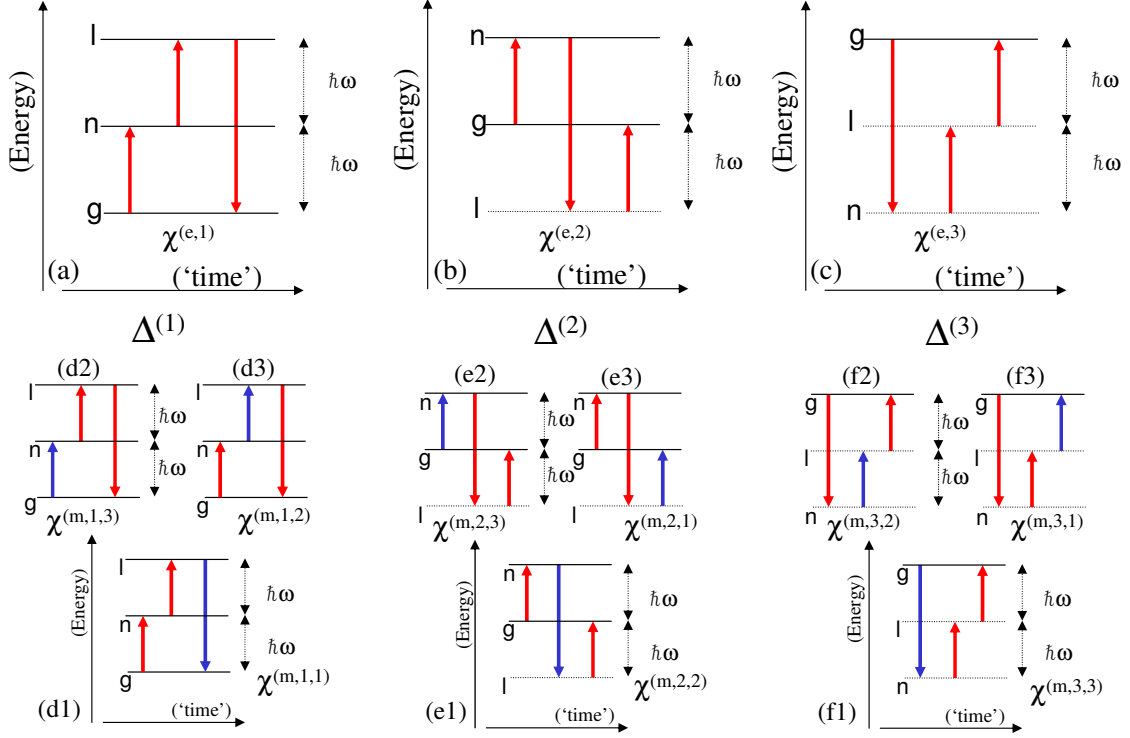 (Energy)
l
n
g
ħω
ħω
χ^(e,1)
(a)
('time')
(Energy)
n
g
l
ħω
ħω
χ^(e,2)
(b)
('time')
(Energy)
g
l
n
ħω
ħω
χ^(e,3)
(c)
('time')
Δ^(1)
Δ^(2)
Δ^(3)
(d2)
l
n
g
ħω
ħω
χ^(m,1,3)
(d3)
l
n
g
χ^(m,1,2)
(e2)
n
g
l
χ^(m,2,3)
(e3)
n
g
l
ħω
ħω
χ^(m,2,1)
(f2)
g
l
n
ħω
ħω
χ^(m,3,2)
(f3)
g
l
n
χ^(m,3,1)
(Energy)
l
n
g
ħω
ħω
χ^(m,1,1)
(d1)
('time')
(Energy)
n
g
l
ħω
ħω
χ^(m,2,2)
(e1)
('time')
(Energy)
g
l
n
ħω
ħω
χ^(m,3,3)
(f1)
('time')